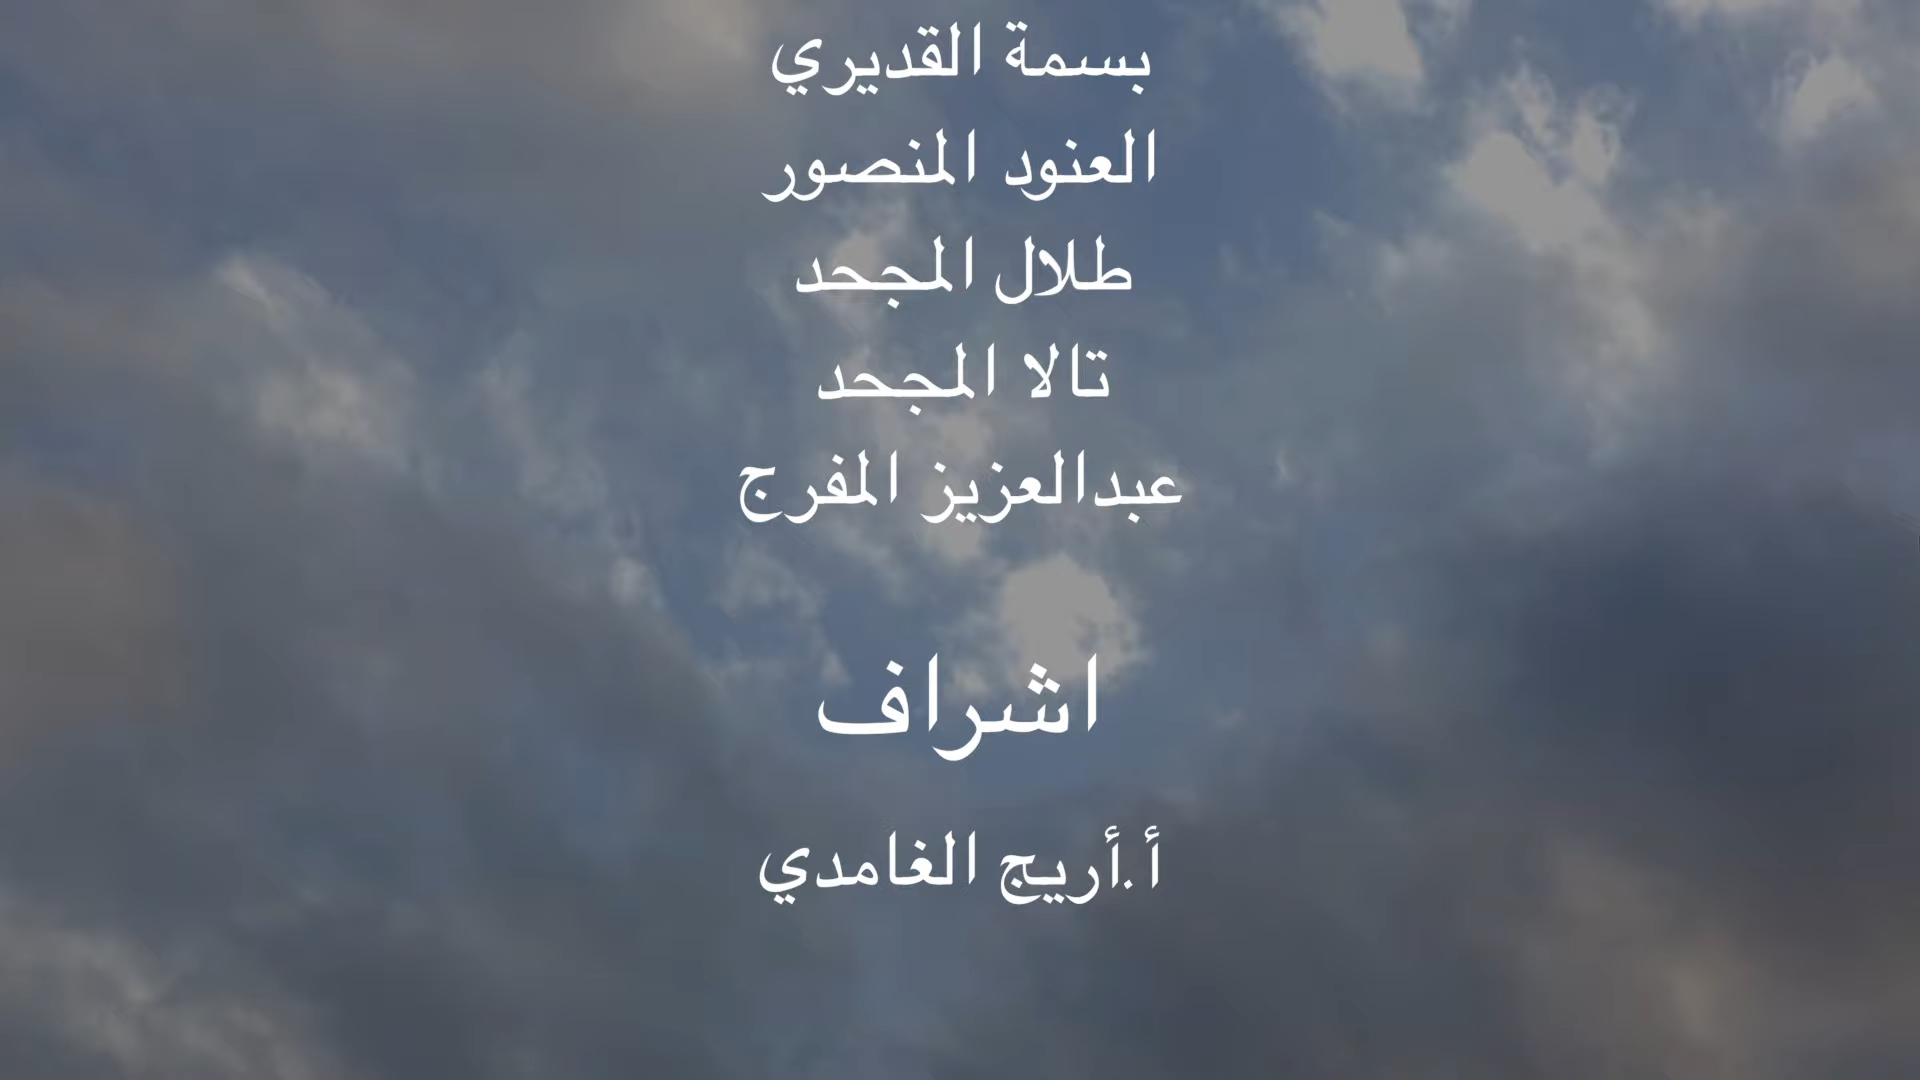 بسمة القديري
العنود المنصور
طلال المجحد
تالا المجحد
عبدالعزيز المفرج
اشراف
أ.أريج الغامدي